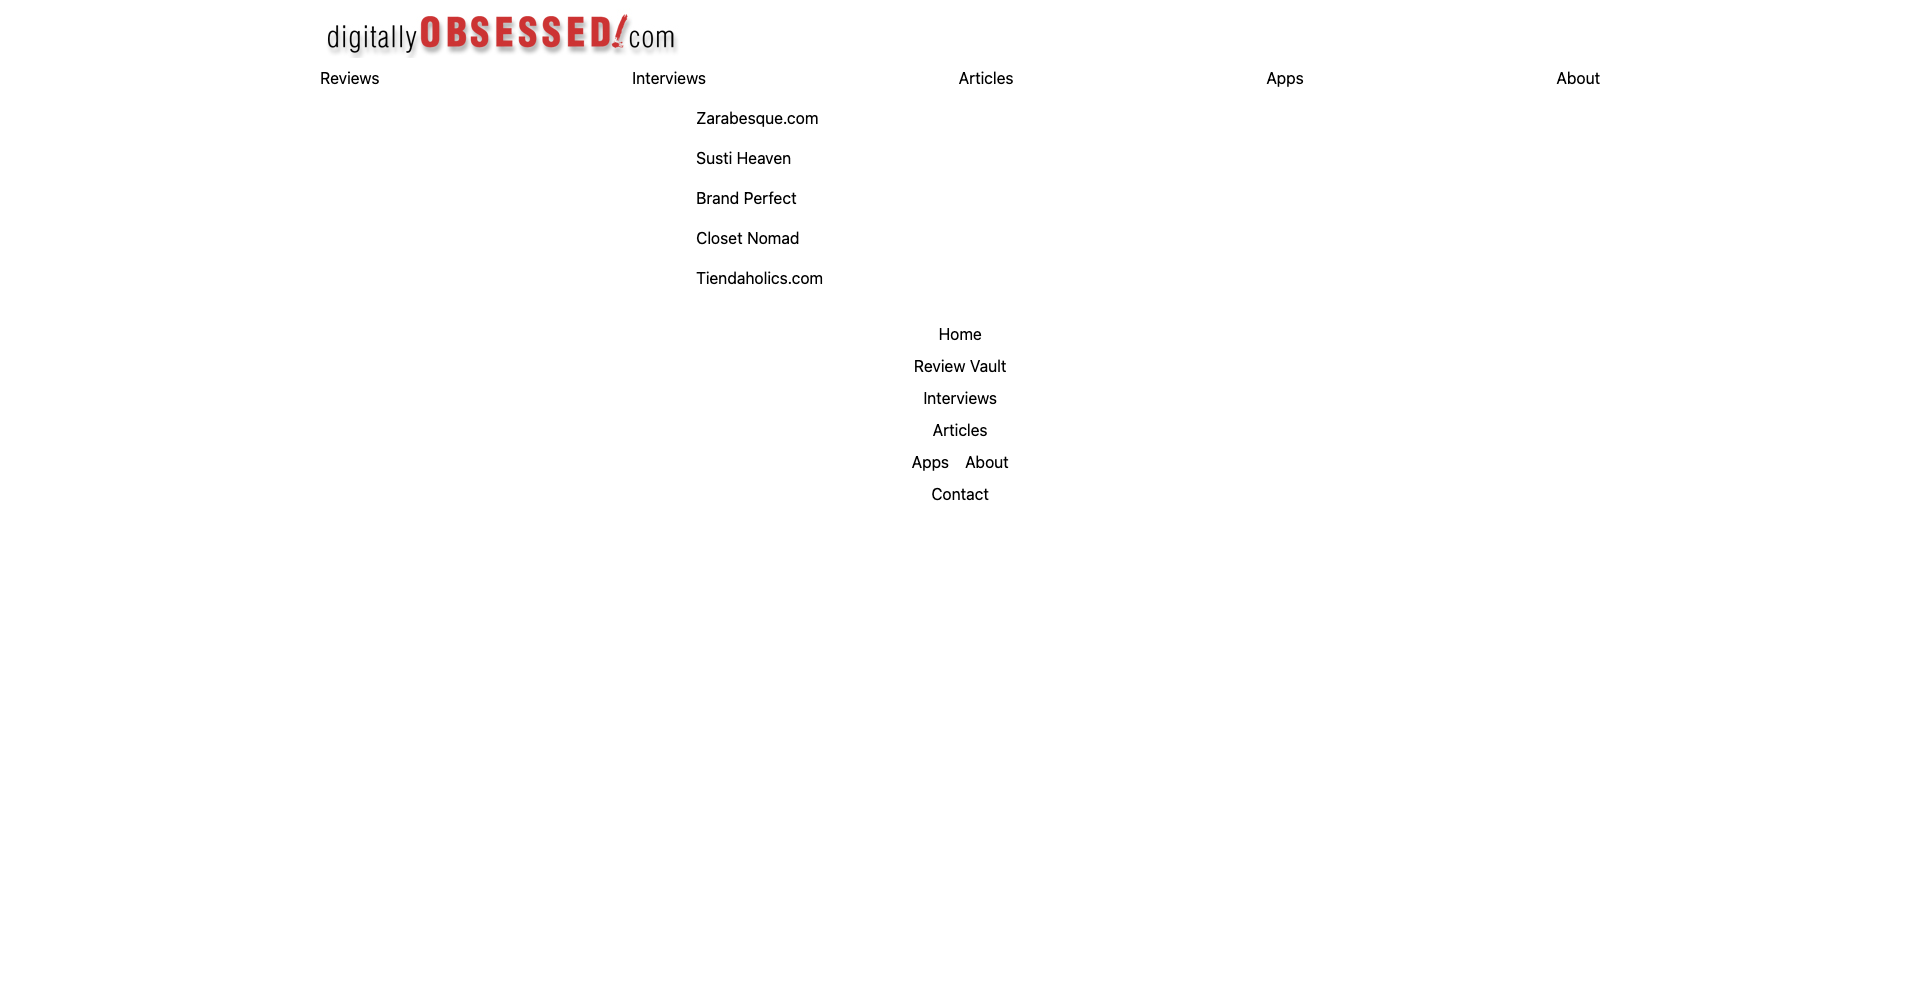 digitallyOBSESSED!.com
Reviews Interviews Articles Apps About
Zarabesque.com
Susti Heaven
Brand Perfect
Closet Nomad
Tiendaholics.com
Home
Review Vault
Interviews
Articles
Apps About
Contact